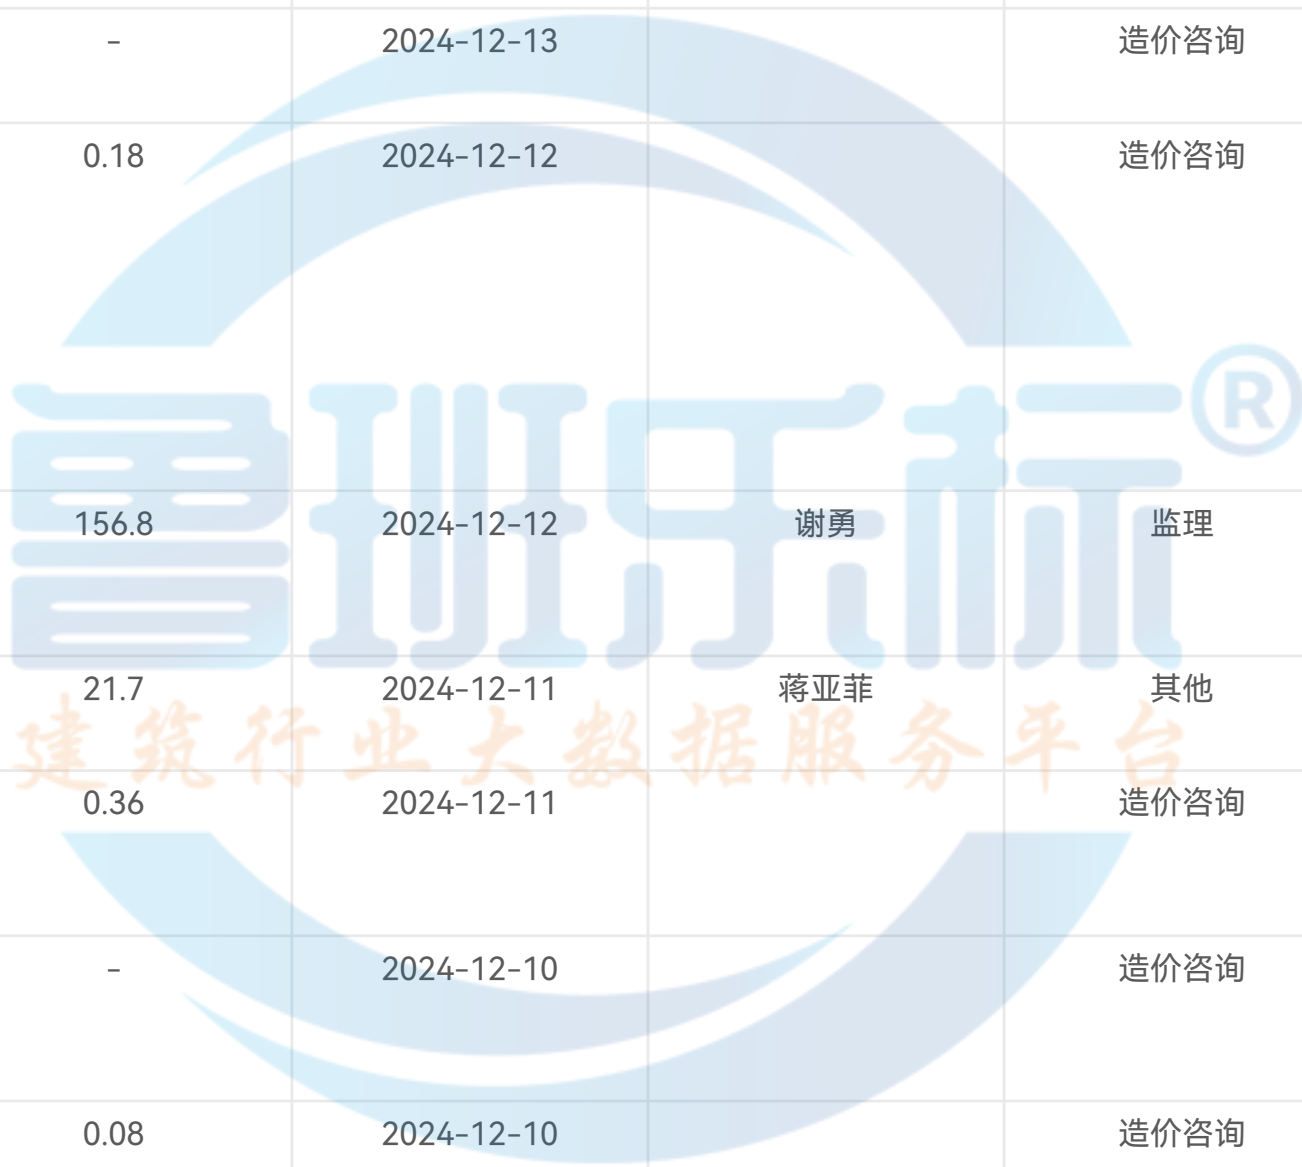 - 2024-12-13 造价咨询
0.18 2024-12-12 造价咨询
鲁班乐标®
156.8 2024-12-12 谢勇 监理
21.7 2024-12-11 蒋亚菲 其他
建筑行业大数据服务平台
0.36 2024-12-11 造价咨询
- 2024-12-10 造价咨询
0.08 2024-12-10 造价咨询